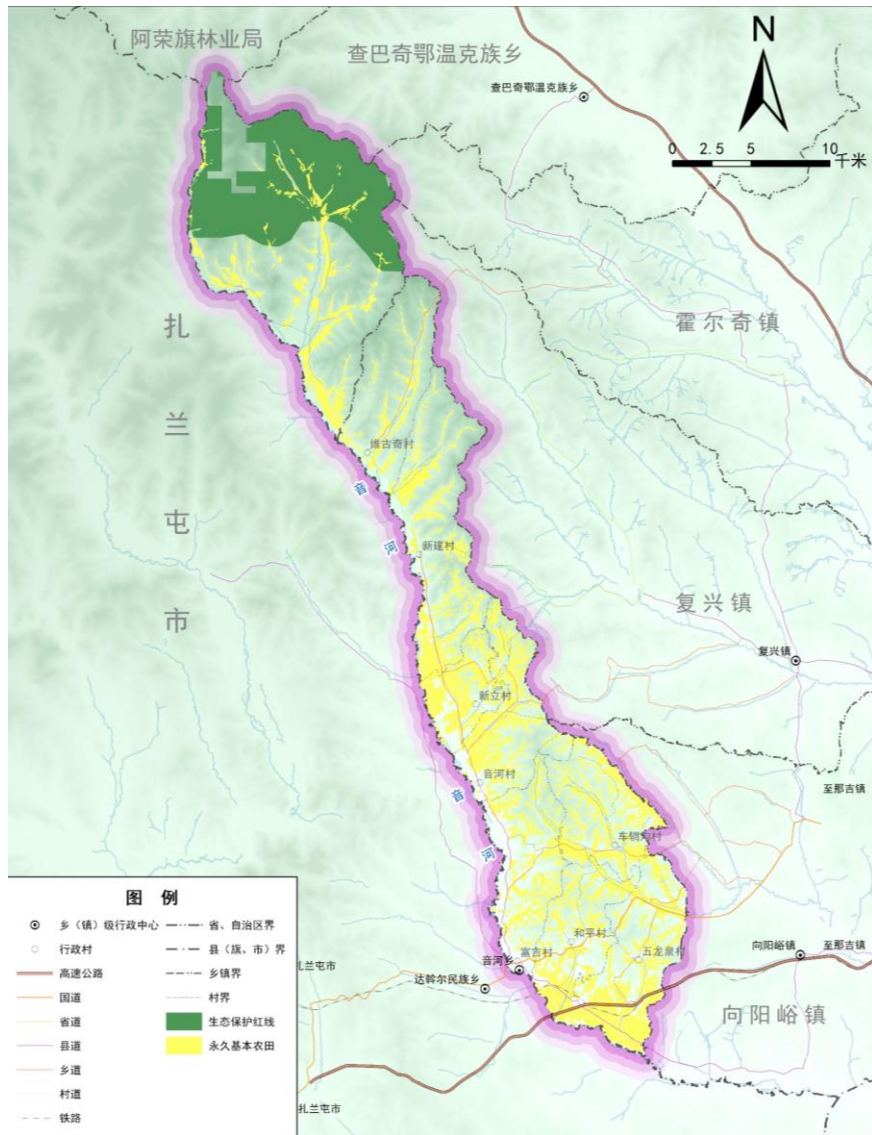 阿荣旗林业局
查巴奇鄂温克族乡
查巴奇鄂温克族乡
N
0 2.5 5 10
千米
霍尔奇镇
扎兰屯市
维古奇村
音河
新建村
复兴镇
复兴镇
新立村
音河村
音河
至那吉镇
车辋沟村
和平村
富吉村
五龙泉村
音河乡
达斡尔民族乡
向阳峪镇
至那吉镇
向阳峪镇
扎兰屯市
扎兰屯市
图 例
乡（镇）级行政中心
行政村
高速公路
国道
省道
县道
乡道
村道
铁路
省、自治区界
县（旗、市）界
乡镇界
村界
生态保护红线
永久基本农田